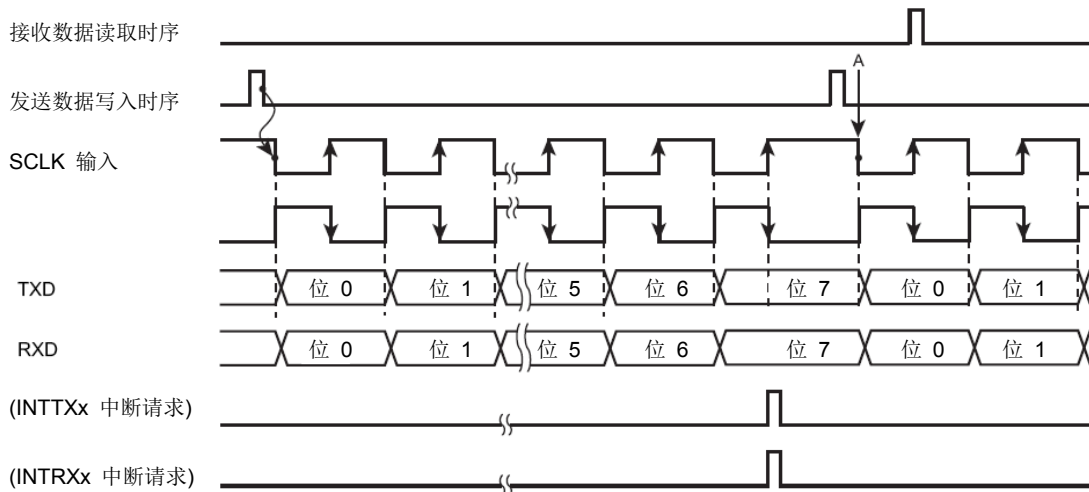 接收数据读取时序
A
发送数据写入时序
SCLK 输入
TXD 位 0 位 1 位 5 位 6 位 7 位 0 位 1
RXD 位 0 位 1 位 5 位 6 位 7 位 0 位 1
(INTTXx 中断请求)
(INTRXx 中断请求)